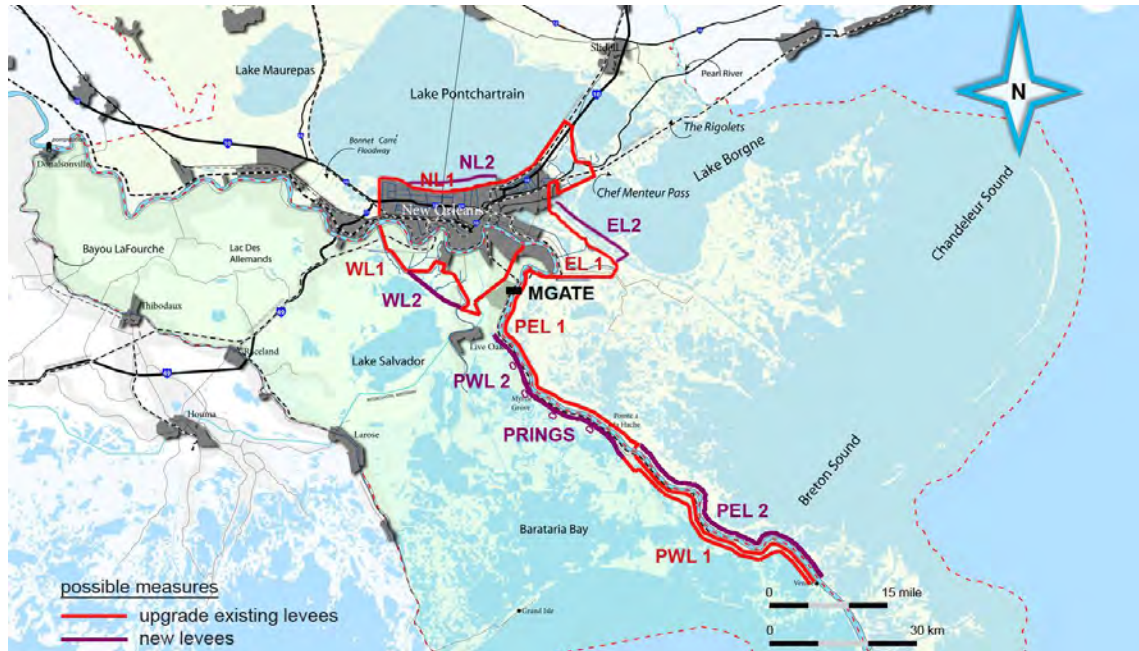 Lake Maurepas
Lake Pontchartrain
Slidell
Pearl River
N
The Rigolets
Lake Borgne
Bonnet Carré
Floodway
Donalsonville
NL2
NL1
New Orleans
Chef Menteur Pass
Chandeleur Sound
EL2
EL 1
Bayou LaFourche
Lac Des
Allemands
WL1
WL2
MGATE
Thibodaux
PEL 1
Live Oak
Raceland
Lake Salvador
PWL 2
Myrtle
Grove
PRINGS
Pointe a
la Hache
Houma
Larose
Breton Sound
PEL 2
Barataria Bay
PWL 1
Grand Isle
possible measures
upgrade existing levees
new levees
0 15 mile
0 30 km